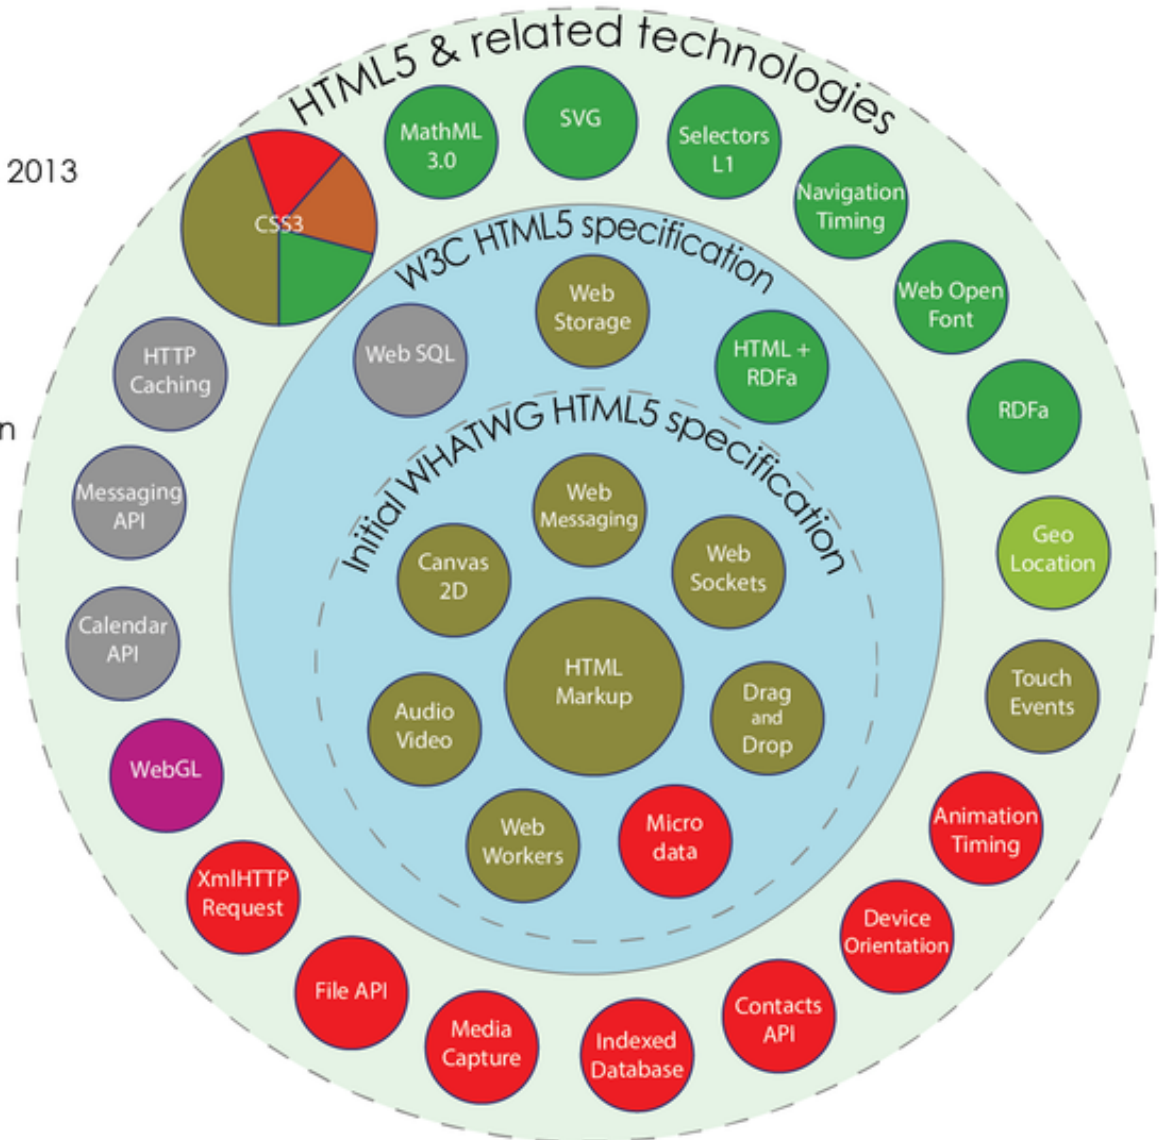 HTML5 & related technologies
2013
MathML
3.0
SVG
Selectors
L1
Navigation
Timing
CSS3
W3C HTML5 specification
Web Open
Font
Web
Storage
HTTP
Caching
Web SQL
HTML +
RDFa
RDFa
n
Initial WHATWG HTML5 specification
Messaging
API
Web
Messaging
Geo
Location
Canvas
2D
Web
Sockets
Calendar
API
HTML
Markup
Touch
Events
Audio
Video
Drag
and
Drop
WebGL
Web
Workers
Micro
data
Animation
Timing
XmlHTTP
Request
Device
Orientation
File API
Media
Capture
Indexed
Database
Contacts
API